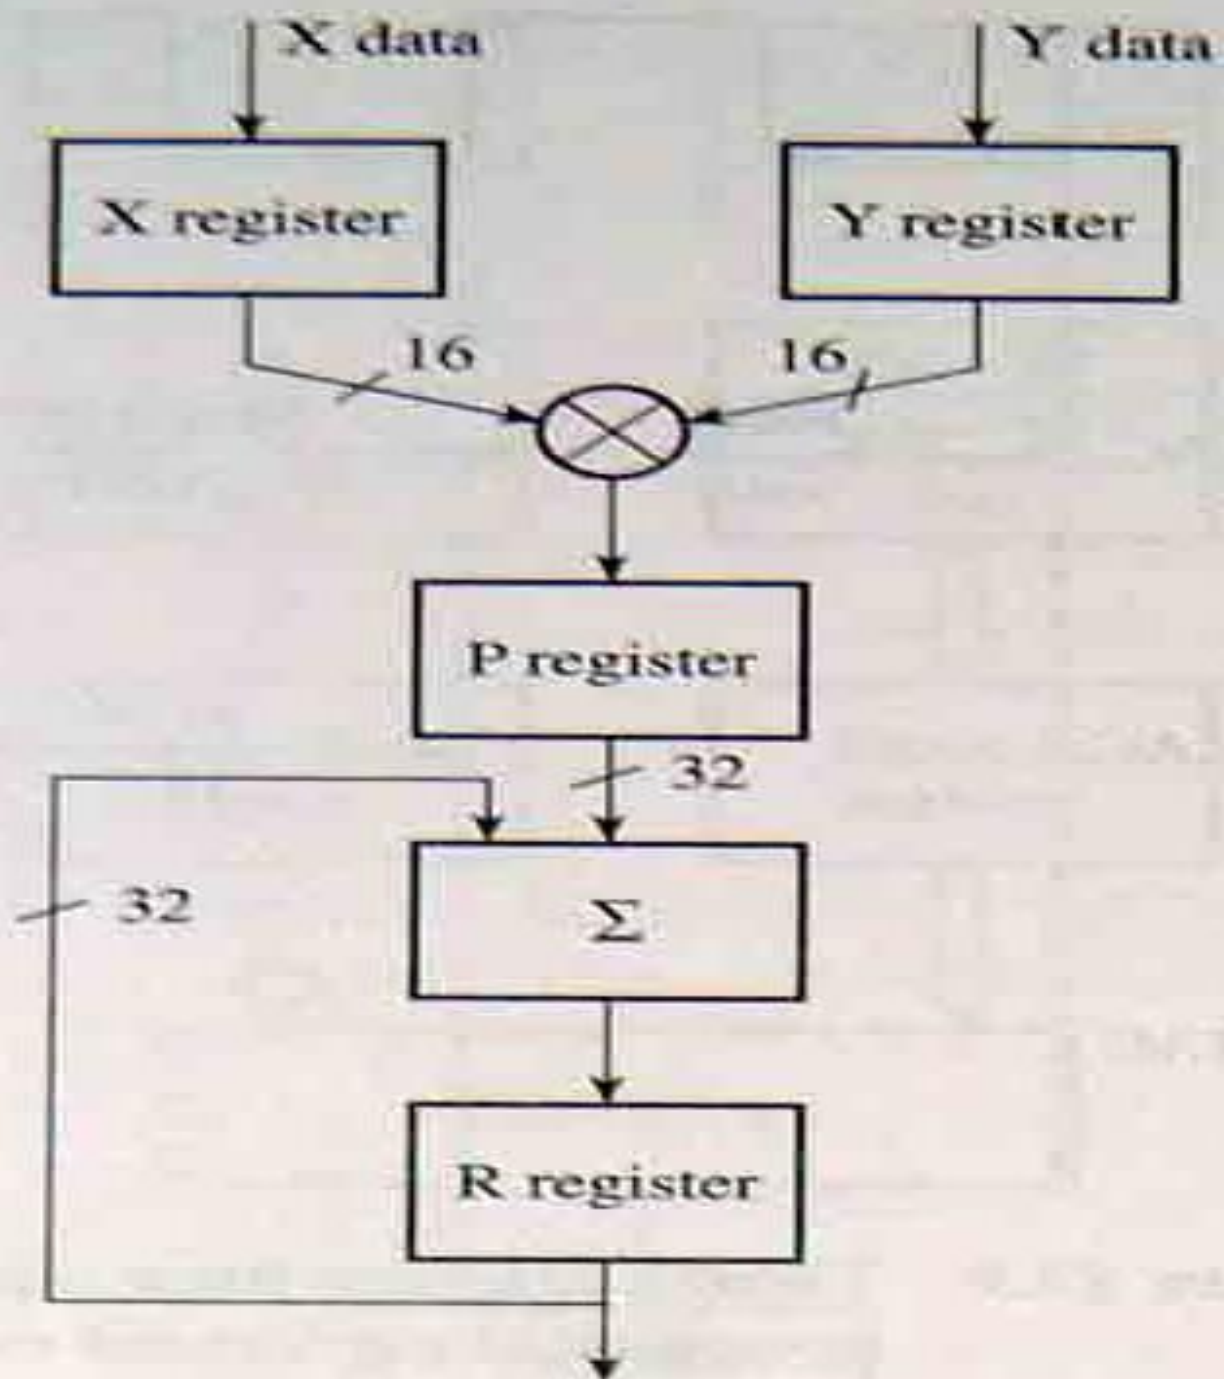 X data
Y data
X register
Y register
16
16
P register
32
32
Σ
R register